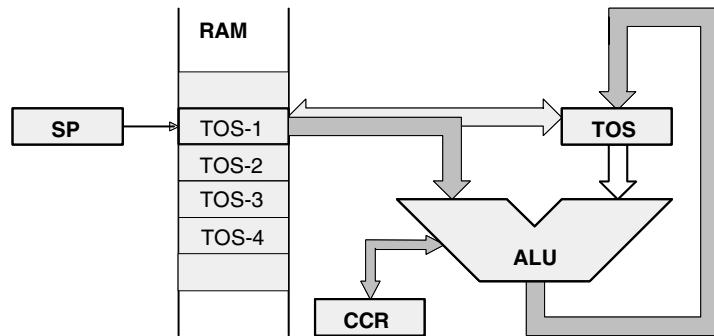 RAM
SP
TOS-1
TOS
TOS-2
TOS-3
TOS-4
ALU
CCR